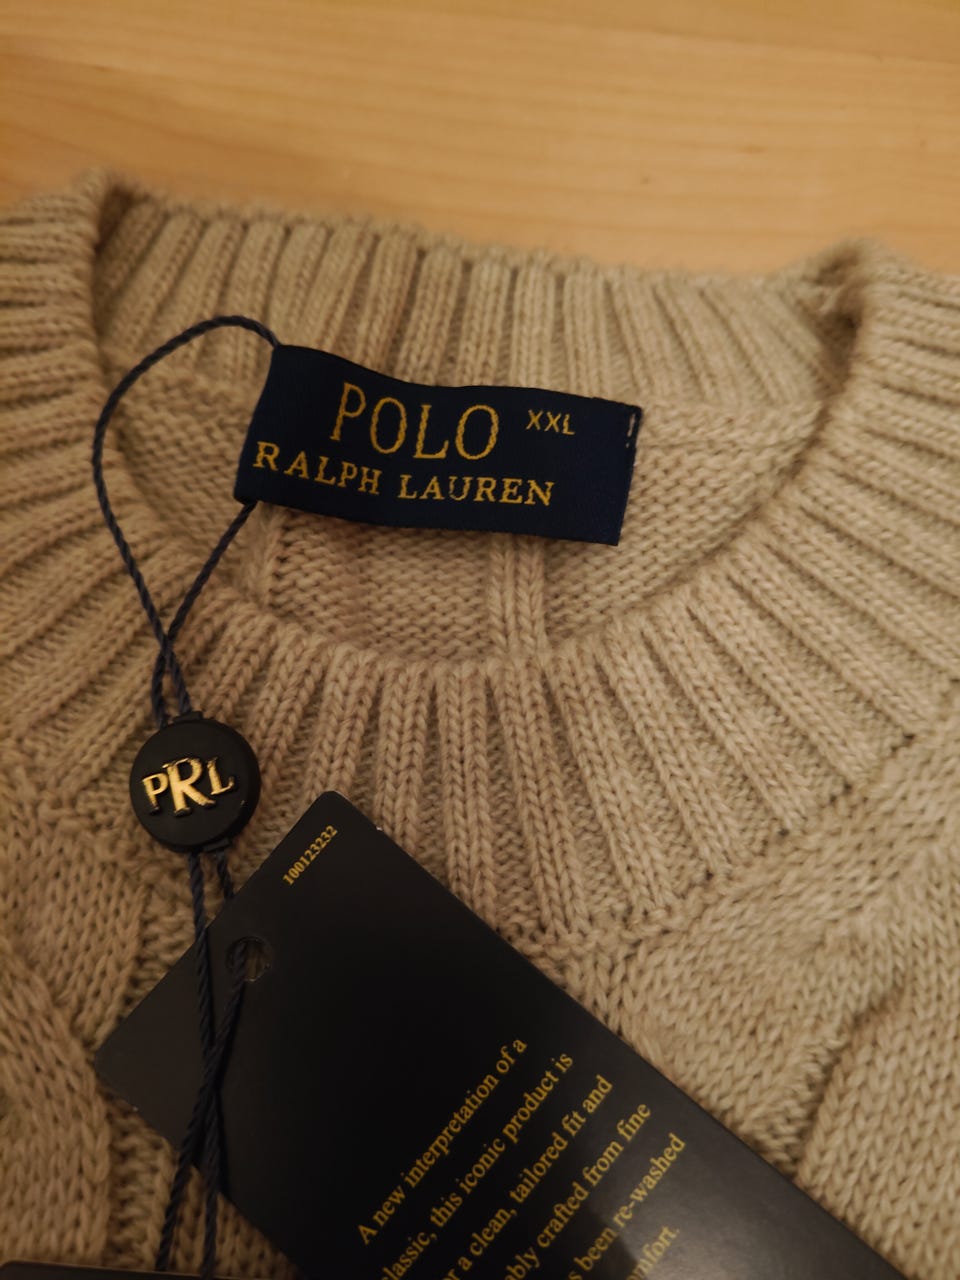 POLO XXL
RALPH LAUREN
PRL
100123232
A new interpretation of a
classic, this iconic product is
a clean, tailored fit and
crafted from fine
been re-washed